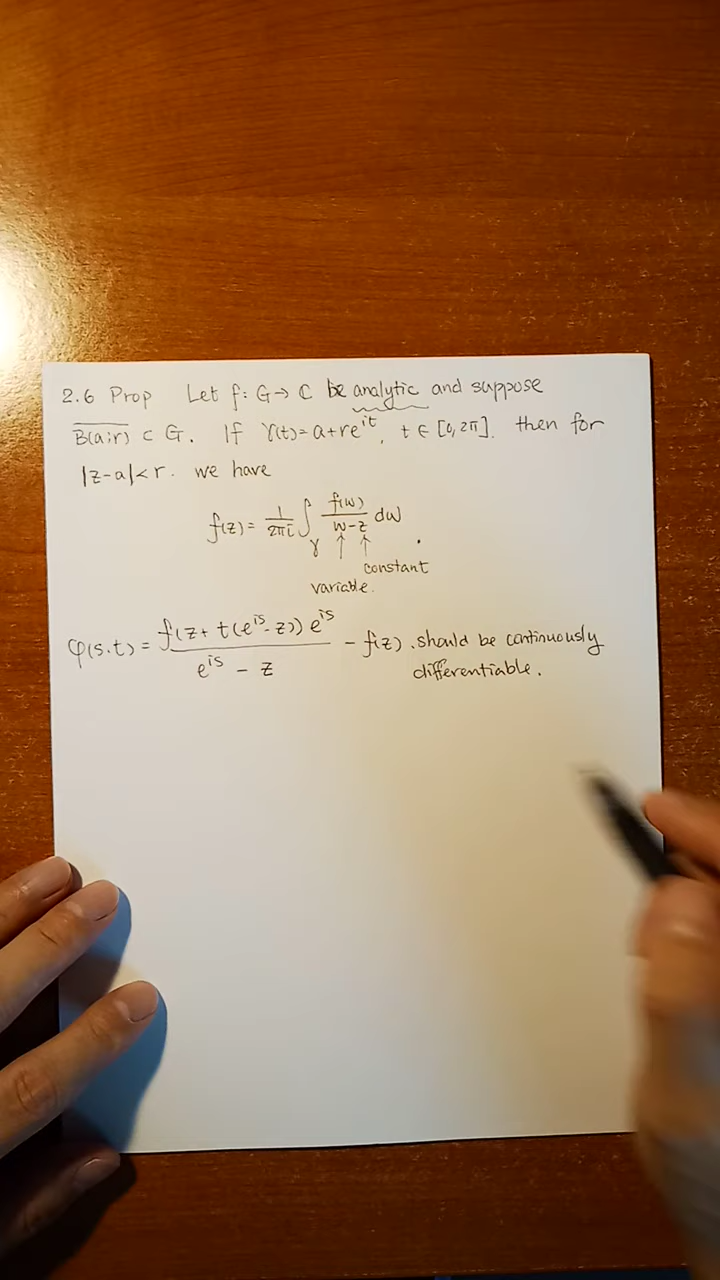 2.6 Prop Let f: G → C be analytic and suppose
B(a;r) ⊂ G. If γ(t) = a + re^{it}, t ∈ [0, 2π]. then for
|z-a| < r. we have
f(z) = 1/2πi ∫_γ f(w)/w-z dw .
↑ ↑ constant
variable.
φ(s.t) = f(z + t(e^{is} - z)) e^{is} / e^{is} - z - f(z) . should be continuously
differentiable.